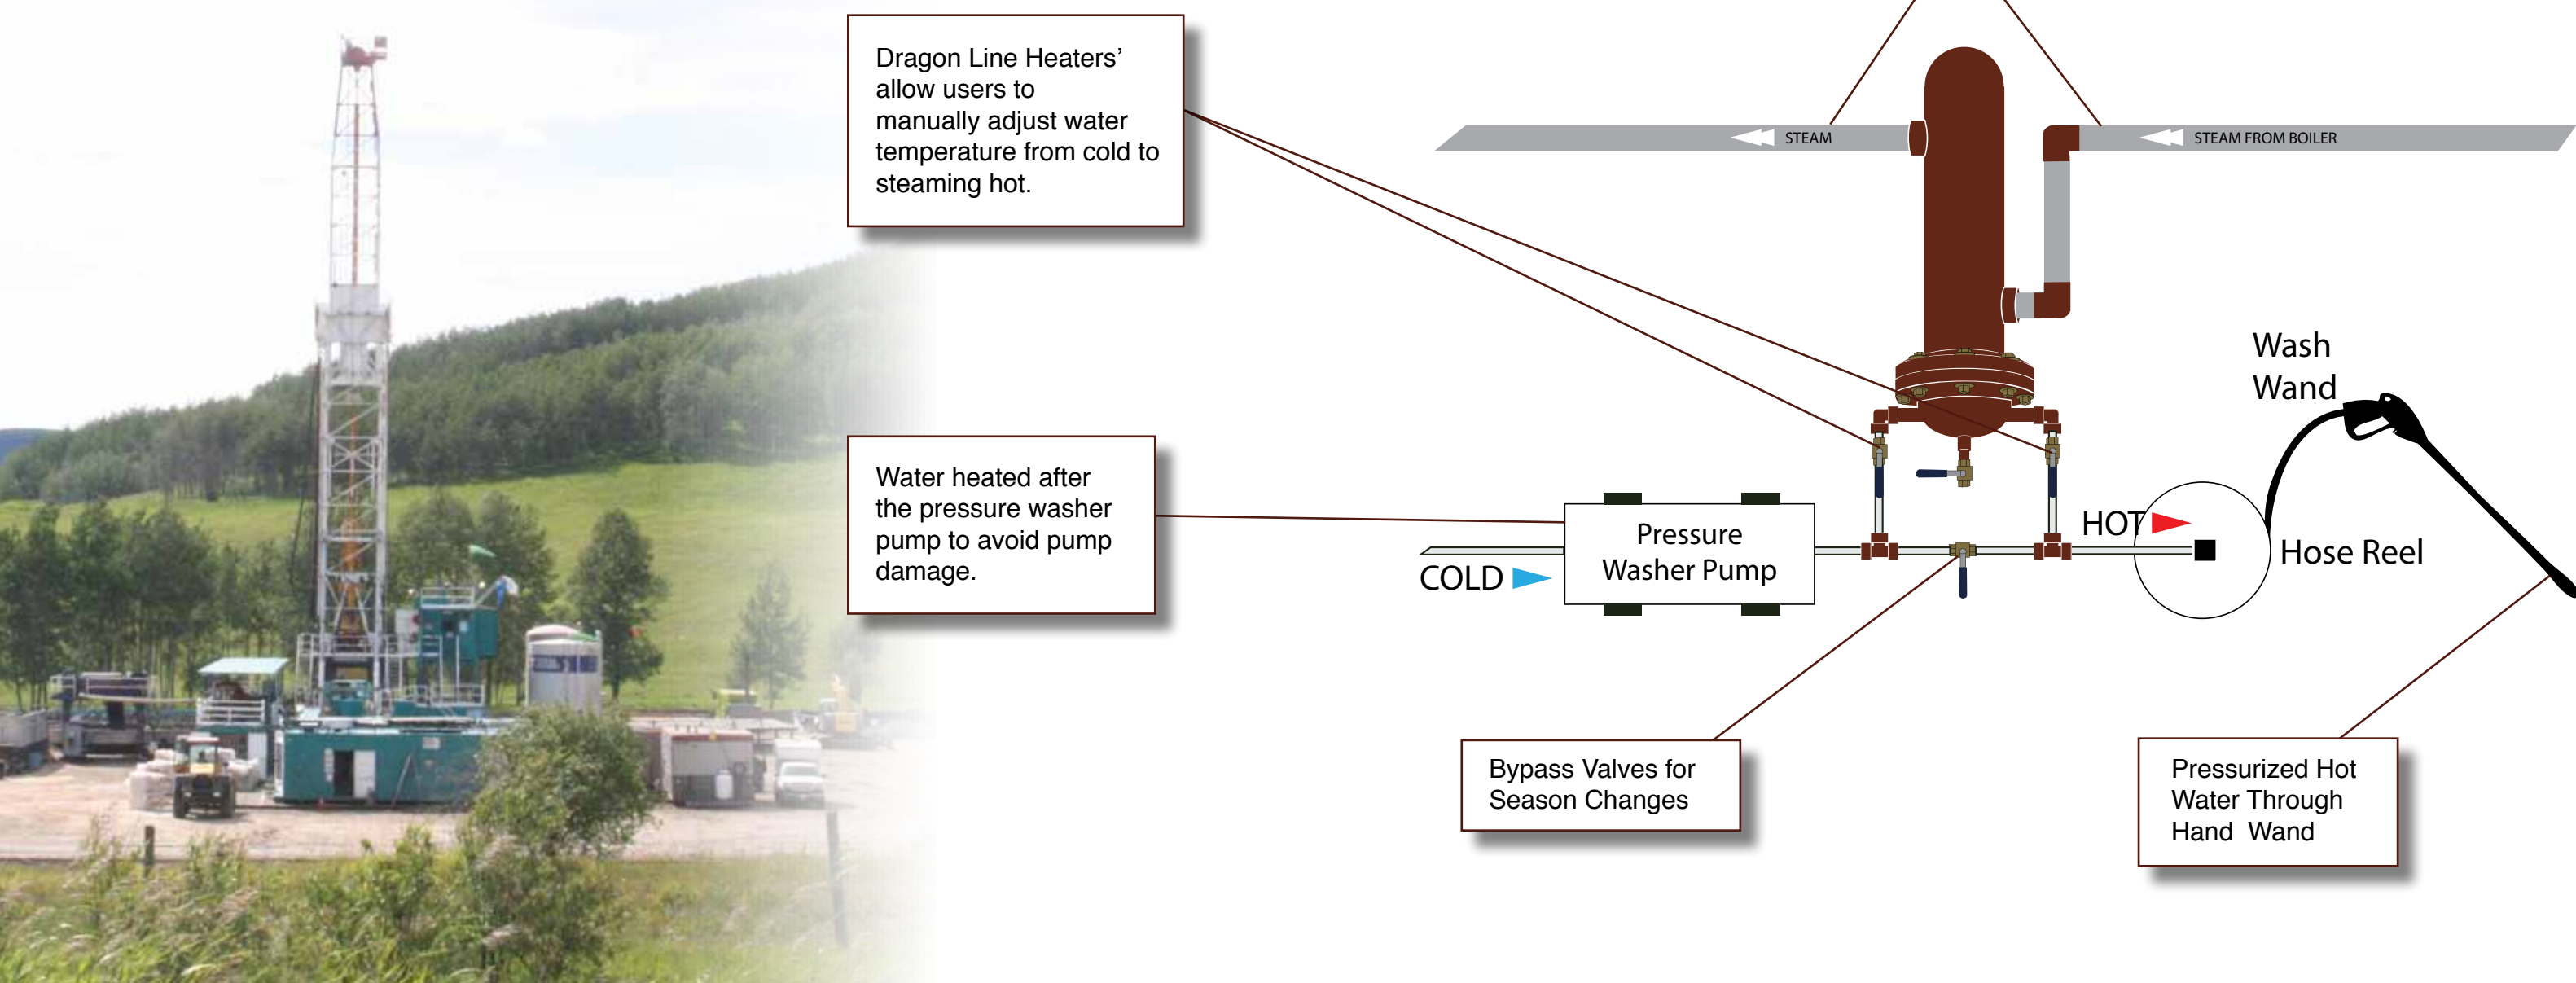 Dragon Line Heaters’
allow users to
manually adjust water
temperature from cold to
steaming hot.
STEAM
STEAM FROM BOILER
Wash
Wand
Water heated after
the pressure washer
pump to avoid pump
damage.
Pressure
Washer Pump
COLD
HOT
Hose Reel
Bypass Valves for
Season Changes
Pressurized Hot
Water Through
Hand Wand